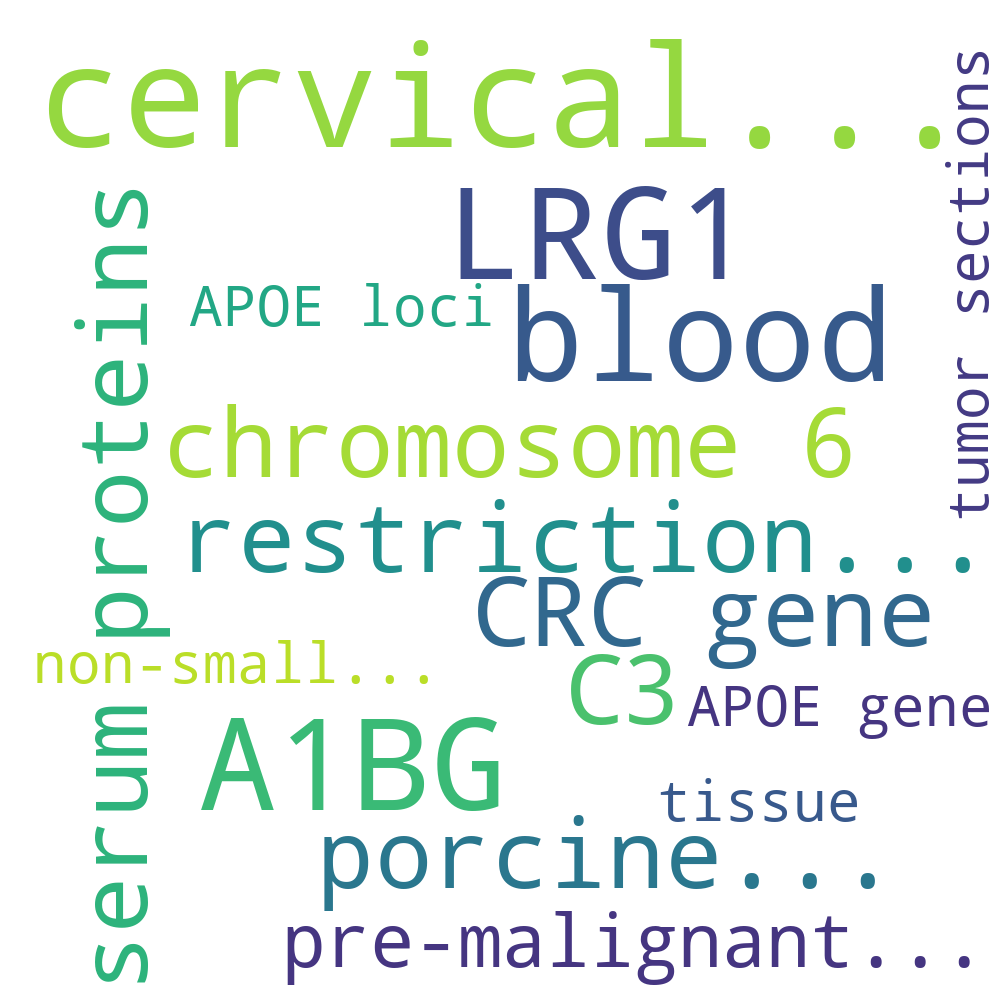 cervical...
tumor sections
serum proteins
LRG1
APOE loci
blood
chromosome 6
restriction...
CRC gene
non-small...
C3
APOE gene
A1BG
tissue
porcine...
pre-malignant...